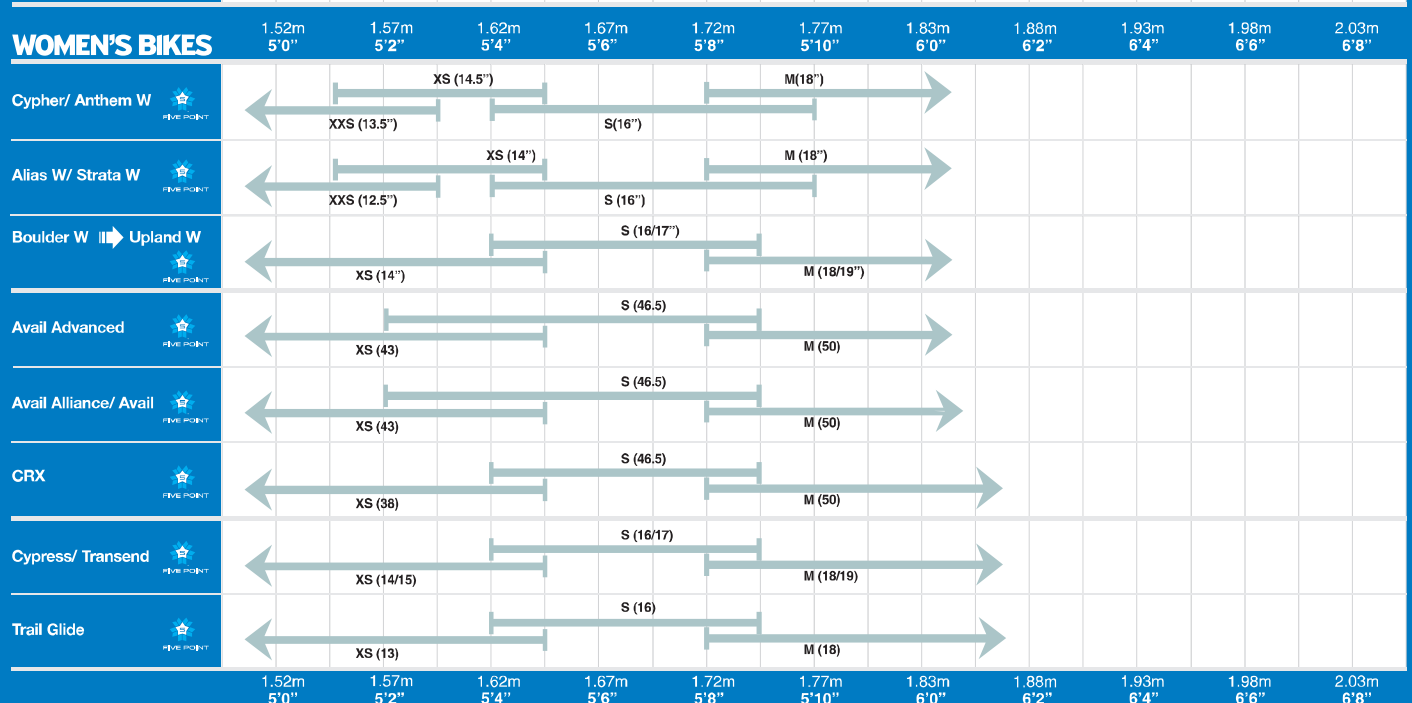 1.52m 1.57m 1.62m 1.67m 1.72m 1.77m 1.83m 1.88m 1.93m 1.98m 2.03m
WOMEN'S BIKES 5'0" 5'2" 5'4" 5'6" 5'8" 5'10" 6'0" 6'2" 6'4" 6'6" 6'8"
XS (14.5") M(18")
Cypher/ Anthem W
FIVE POINT
XXS (13.5") S(16")
XS (14") M (18")
Alias W/ Strata W
FIVE POINT
XXS (12.5") S (16")
S (16/17")
Boulder W Upland W
FIVE POINT
XS (14") M (18/19")
S (46.5)
Avail Advanced
FIVE POINT
XS (43) M (50)
S (46.5)
Avail Alliance/ Avail
FIVE POINT
XS (43) M (50)
S (46.5)
CRX
FIVE POINT
XS (38) M (50)
S (16/17)
Cypress/ Transend
FIVE POINT
XS (14/15) M (18/19)
S (16)
Trail Glide
FIVE POINT
XS (13) M (18)
1.52m 1.57m 1.62m 1.67m 1.72m 1.77m 1.83m 1.88m 1.93m 1.98m 2.03m
5'0" 5'2" 5'4" 5'6" 5'8" 5'10" 6'0" 6'2" 6'4" 6'6" 6'8"